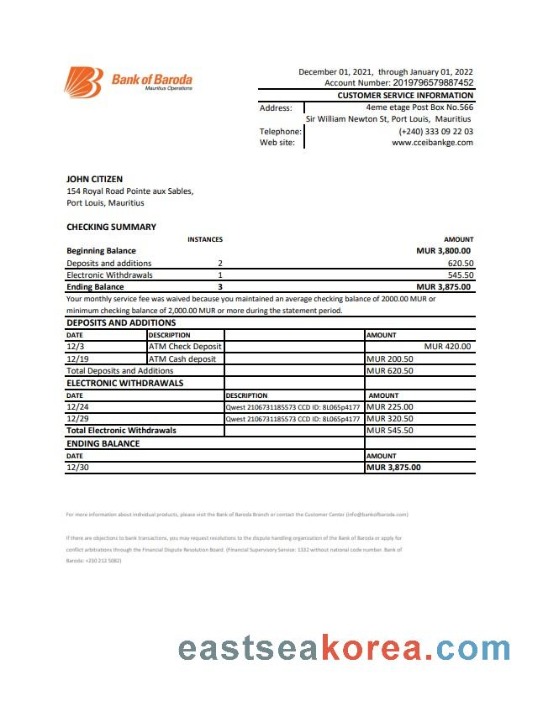 Bank of Baroda
Mauritius Operations
December 01, 2021, through January 01, 2022
Account Number: 2019796579887452
CUSTOMER SERVICE INFORMATION
Address: 4eme etage Post Box No.566
Sir William Newton St, Port Louis, Mauritius
Telephone: (+240) 333 09 22 03
Web site: www.cceibankge.com
JOHN CITIZEN
154 Royal Road Pointe aux Sables,
Port Louis, Mauritius
CHECKING SUMMARY
INSTANCES AMOUNT
Beginning Balance MUR 3,800.00
Deposits and additions 2 620.50
Electronic Withdrawals 1 545.50
Ending Balance 3 MUR 3,875.00
Your monthly service fee was waived because you maintained an average checking balance of 2000.00 MUR or
minimum checking balance of 2,000.00 MUR or more during the statement period.
DEPOSITS AND ADDITIONS
DATE DESCRIPTION AMOUNT
12/3 ATM Check Deposit MUR 420.00
12/19 ATM Cash deposit MUR 200.50
Total Deposits and Additions MUR 620.50
ELECTRONIC WITHDRAWALS
DATE DESCRIPTION AMOUNT
12/24 Qwest 2106731185573 CCD ID: 8L065p4177 MUR 225.00
12/29 Qwest 2106731185573 CCD ID: 8L065p4177 MUR 320.50
Total Electronic Withdrawals MUR 545.50
ENDING BALANCE
DATE AMOUNT
12/30 MUR 3,875.00
For more information about individual products, please visit the Bank of Baroda Branch or contact the Customer Center (info@bankofbaroda.com)
If there are objections to bank transactions, you may request resolutions to the dispute handling organization of the Bank of Baroda or apply for
conflict arbitrations through the Financial Dispute Resolution Board (Financial Supervisory Service: 1332 without national code number. Bank of
Baroda: +230 212 5082)
eastseakorea.com